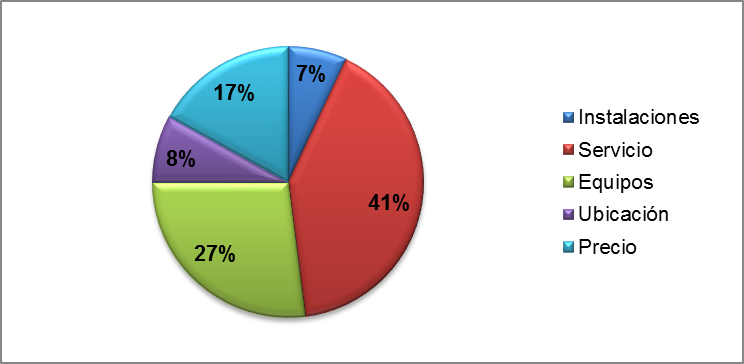 7%
17%
8%
41%
27%
Instalaciones
Servicio
Equipos
Ubicación
Precio